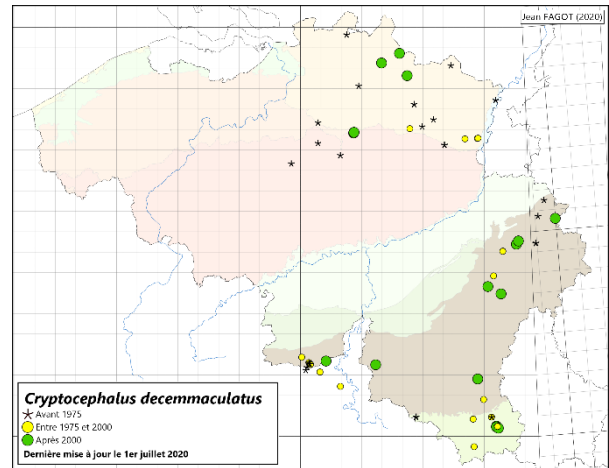 Jean FAGOT (2020)
Cryptocephalus decemmaculatus
Avant 1975
Entre 1975 et 2000
Après 2000
Dernière mise à jour le 1er juillet 2020